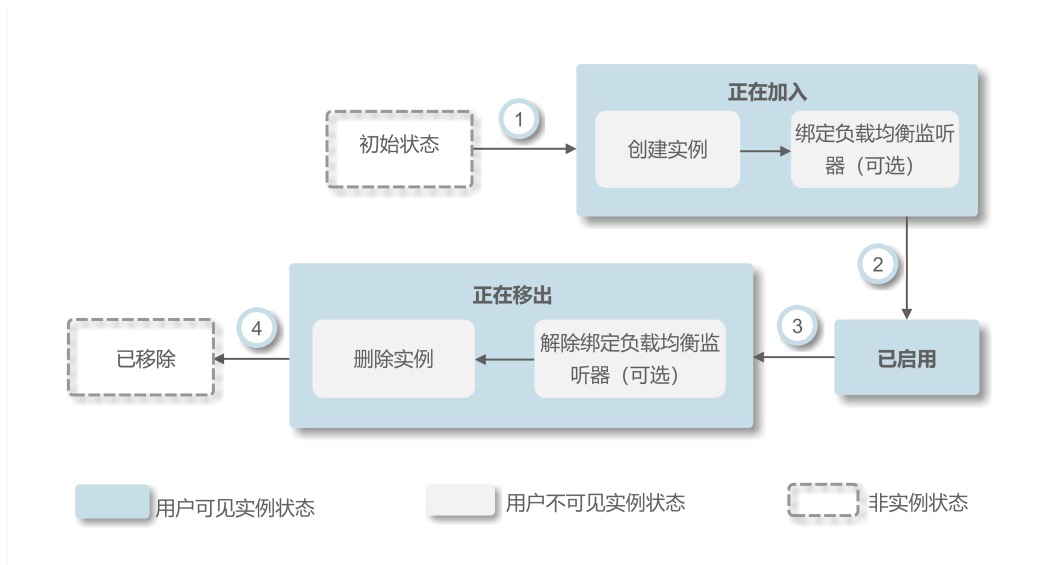 正在加入
1
初始状态
创建实例
绑定负载均衡监听
器（可选）
2
正在移出
4
3
已移除
删除实例
解除绑定负载均衡监
听器（可选）
已启用
用户可见实例状态
用户不可见实例状态
非实例状态